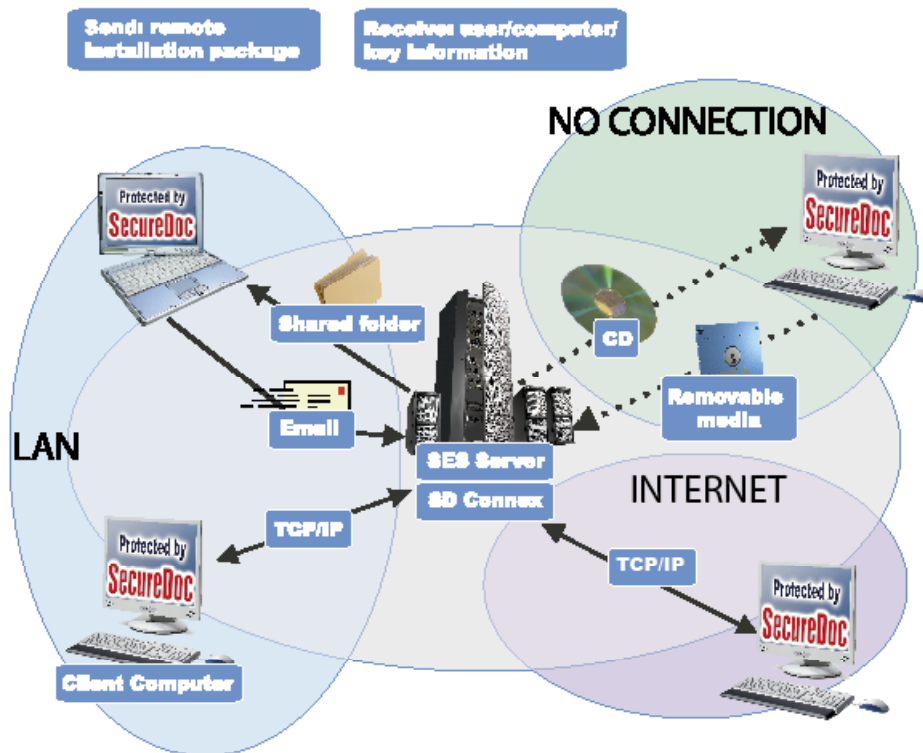 Send: remote
installation package
Receive: user/computer/
key information
NO CONNECTION
Protected by
SecureDoc
Protected by
SecureDoc
Shared folder
CD
Removable
media
Email
LAN
SES Server
SD Connex
INTERNET
TCP/IP
TCP/IP
Protected by
SecureDoc
Protected by
SecureDoc
Client Computer